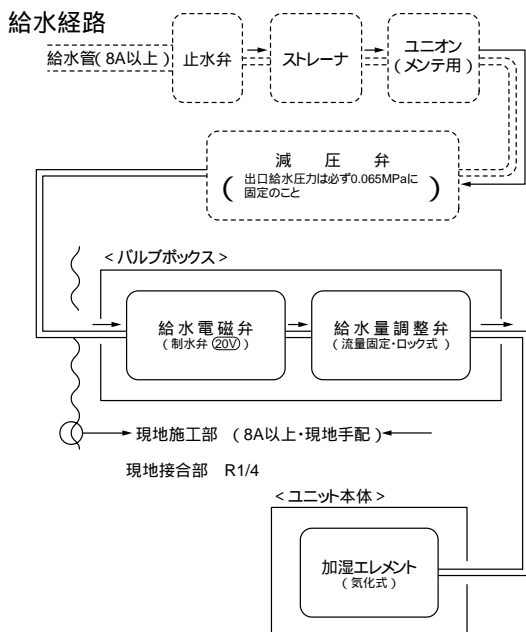 給水経路
給水管(8A以上)
止水弁
ストレーナ
ユニオン
(メンテ用)
減圧弁
(出口給水圧力は必ず0.065MPaに
固定のこと)
<バルブボックス>
給水電磁弁
(制水弁 20V)
給水量調整弁
(流量固定・ロック式)
現地施工部 (8A以上・現地手配)
現地接合部 R1/4
<ユニット本体>
加湿エレメント
(気化式)